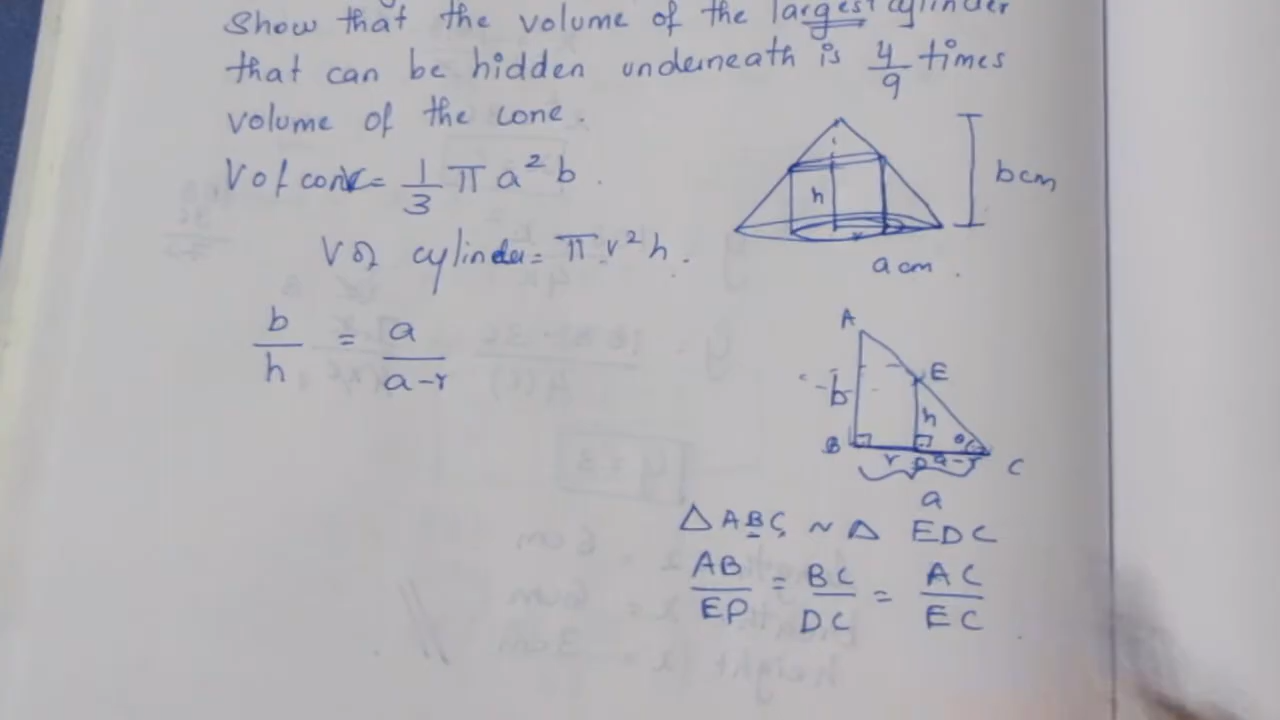 Show that the volume of the largest cylinder
that can be hidden underneath is 4/9 times
volume of the cone.
V of cone = 1/3 π a² b.
b cm
h
r
V of cylinder = π r² h.
a cm.
b/h = a/a-r
A
E
b
h
B
r D a-r
C
a
△ ABC ~ △ EDC
AB/ED = BC/DC = AC/EC